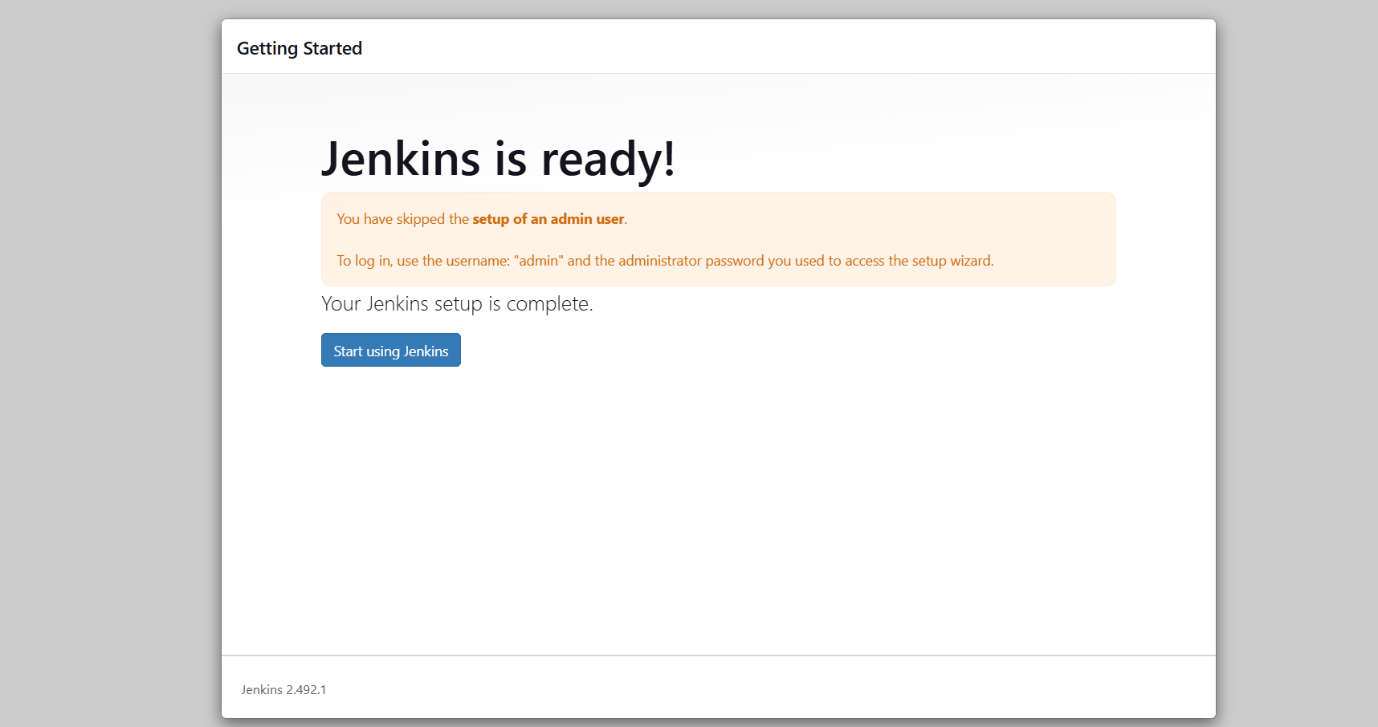 Getting Started
Jenkins is ready!
You have skipped the setup of an admin user.
To log in, use the username: "admin" and the administrator password you used to access the setup wizard.
Your Jenkins setup is complete.
Start using Jenkins
Jenkins 2.492.1